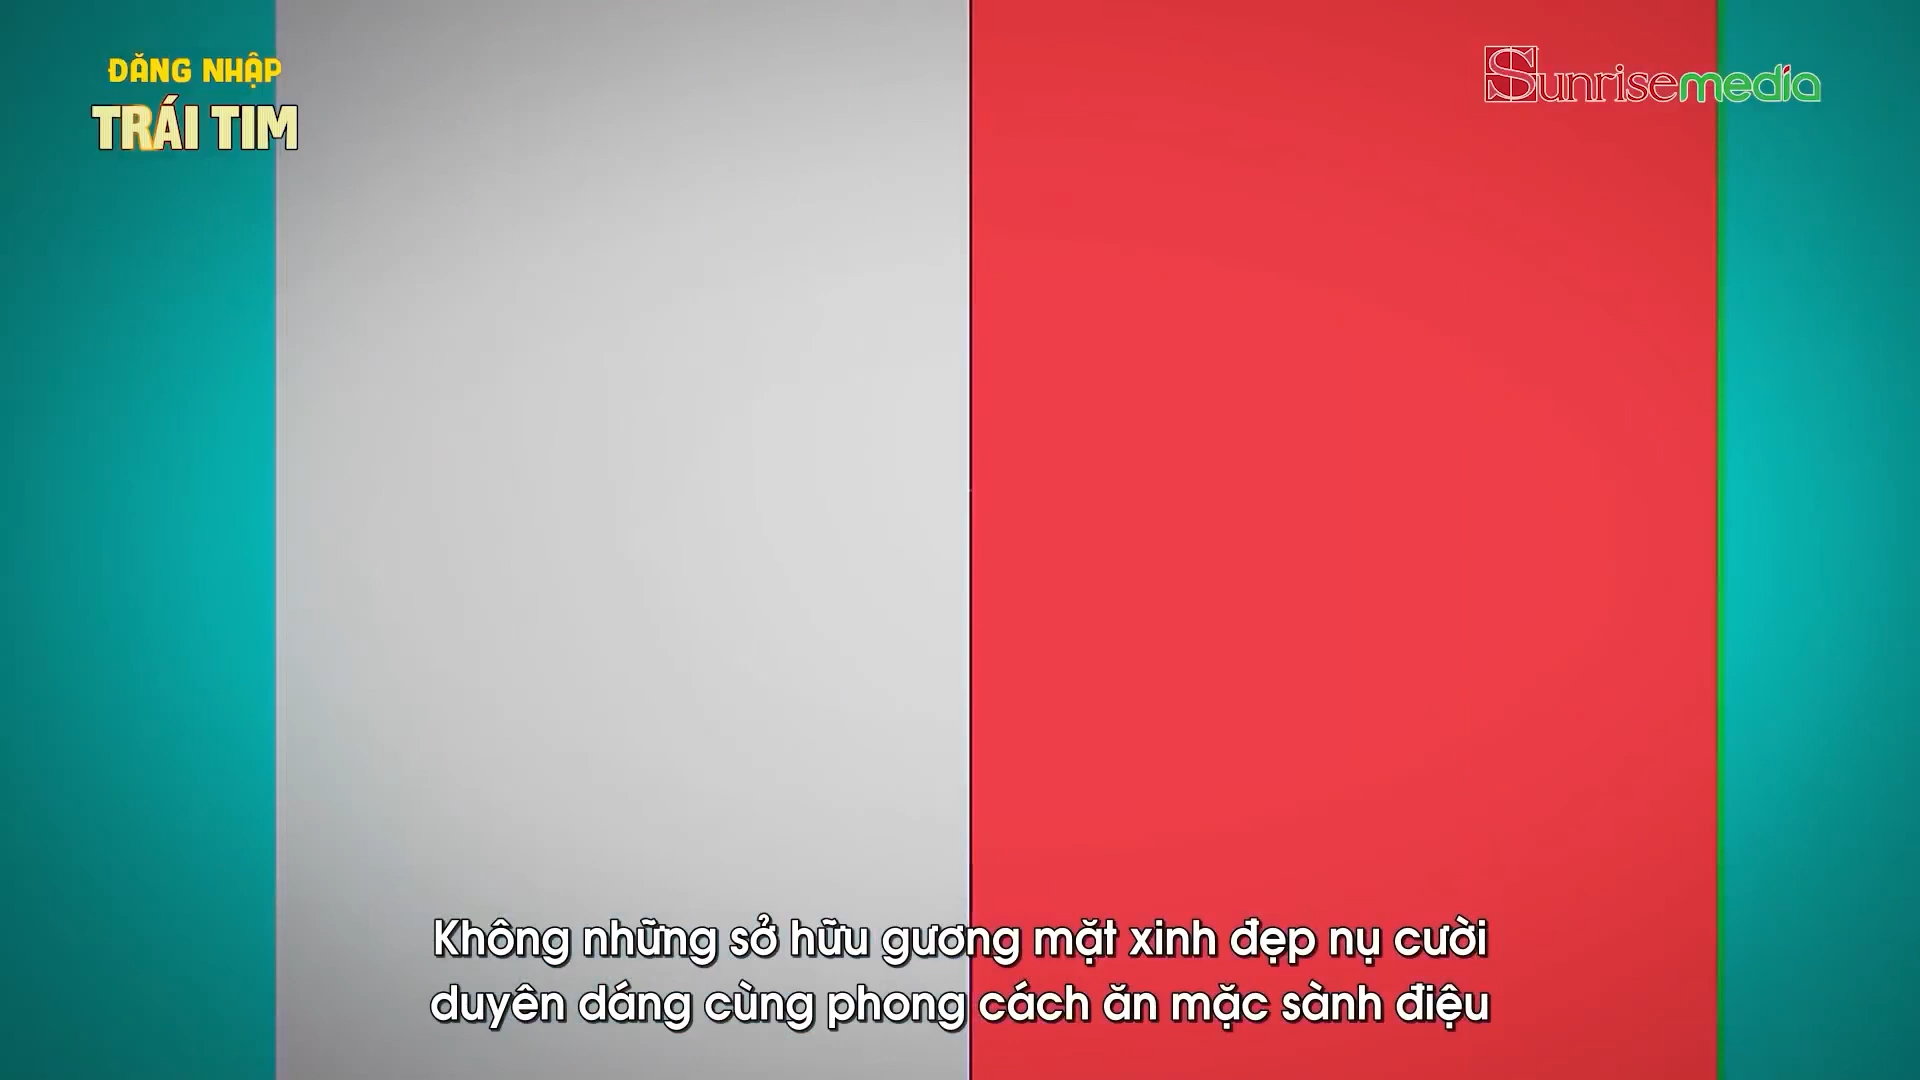 ĐĂNG NHẬP
TRÁI TIM
Sunrisemedia
Không những sở hữu gương mặt xinh đẹp nụ cười
duyên dáng cùng phong cách ăn mặc sành điệu